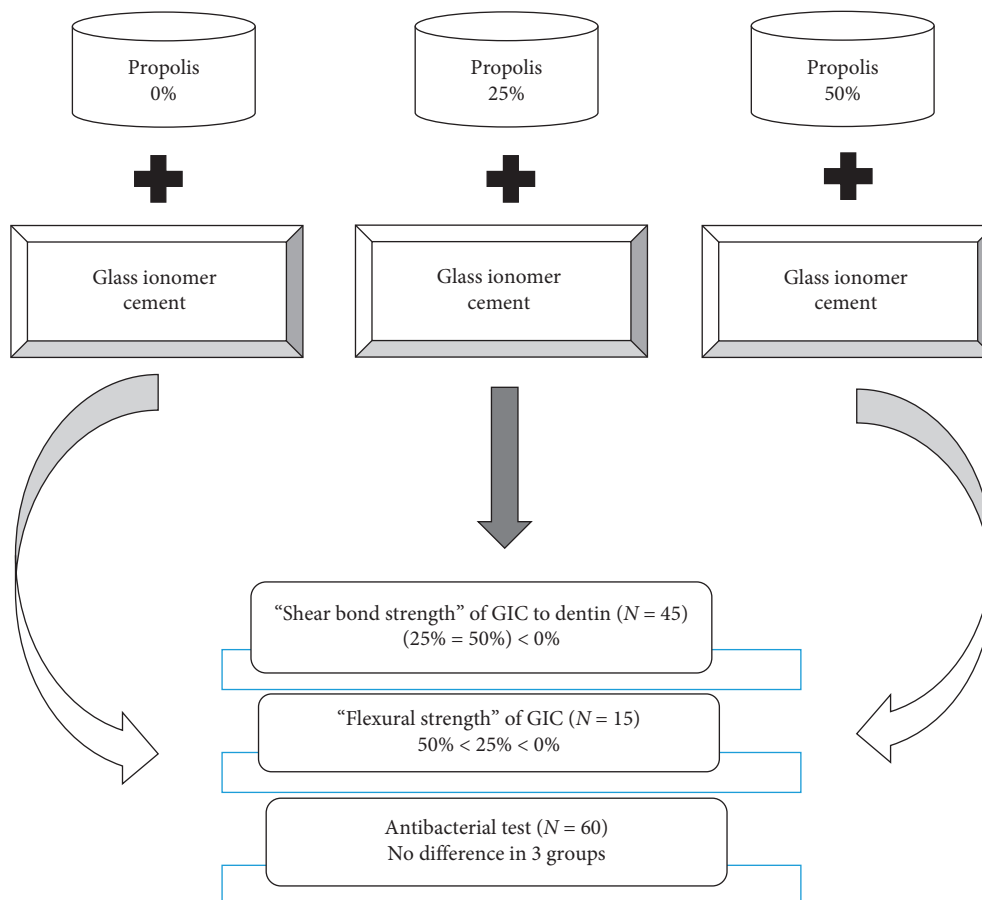 Propolis
0%
Propolis
25%
Propolis
50%
Glass ionomer
cement
Glass ionomer
cement
Glass ionomer
cement
“Shear bond strength” of GIC to dentin (N = 45)
(25% = 50%) < 0%
“Flexural strength” of GIC (N = 15)
50% < 25% < 0%
Antibacterial test (N = 60)
No difference in 3 groups